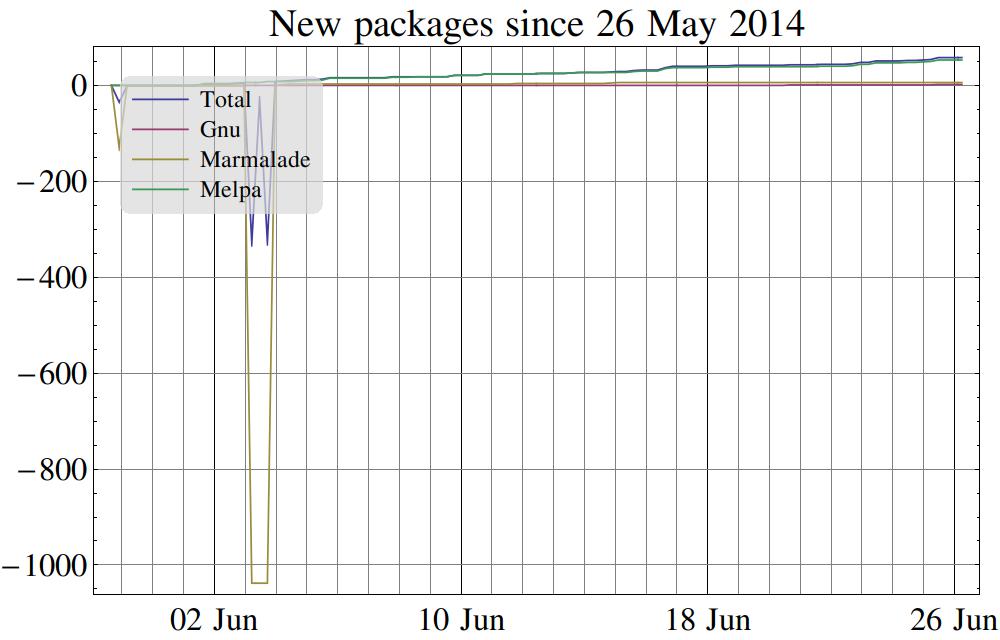 New packages since 26 May 2014
0
−200
−400
−600
−800
−1000
Total
Gnu
Marmalade
Melpa
02 Jun 10 Jun 18 Jun 26 Jun